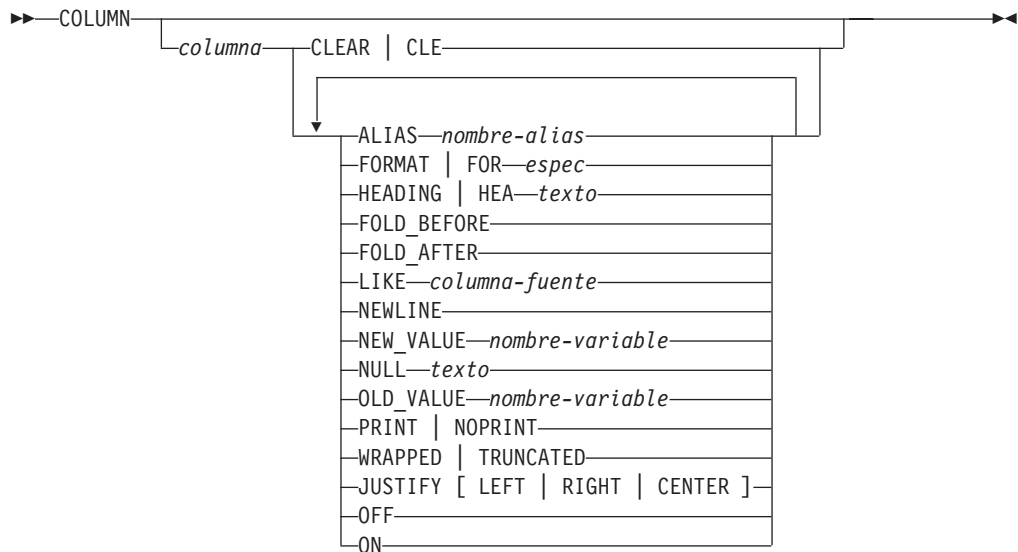 COLUMN
columna CLEAR | CLE
ALIAS nombre-alias
FORMAT | FOR espec
HEADING | HEA texto
FOLD_BEFORE
FOLD_AFTER
LIKE columna-fuente
NEWLINE
NEW_VALUE nombre-variable
NULL texto
OLD_VALUE nombre-variable
PRINT | NOPRINT
WRAPPED | TRUNCATED
JUSTIFY [ LEFT | RIGHT | CENTER ]
OFF
ON